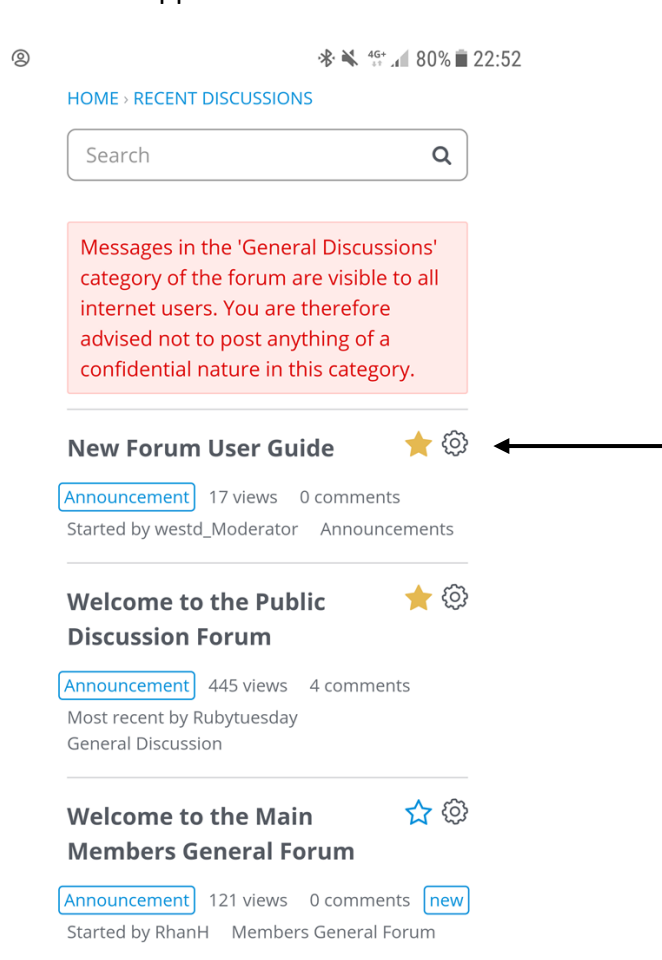 4G+ 80% 22:52
HOME › RECENT DISCUSSIONS
Search
Messages in the 'General Discussions'
category of the forum are visible to all
internet users. You are therefore
advised not to post anything of a
confidential nature in this category.
New Forum User Guide
Announcement 17 views 0 comments
Started by westd_Moderator Announcements
Welcome to the Public
Discussion Forum
Announcement 445 views 4 comments
Most recent by Rubytuesday
General Discussion
Welcome to the Main
Members General Forum
Announcement 121 views 0 comments new
Started by RhanH Members General Forum